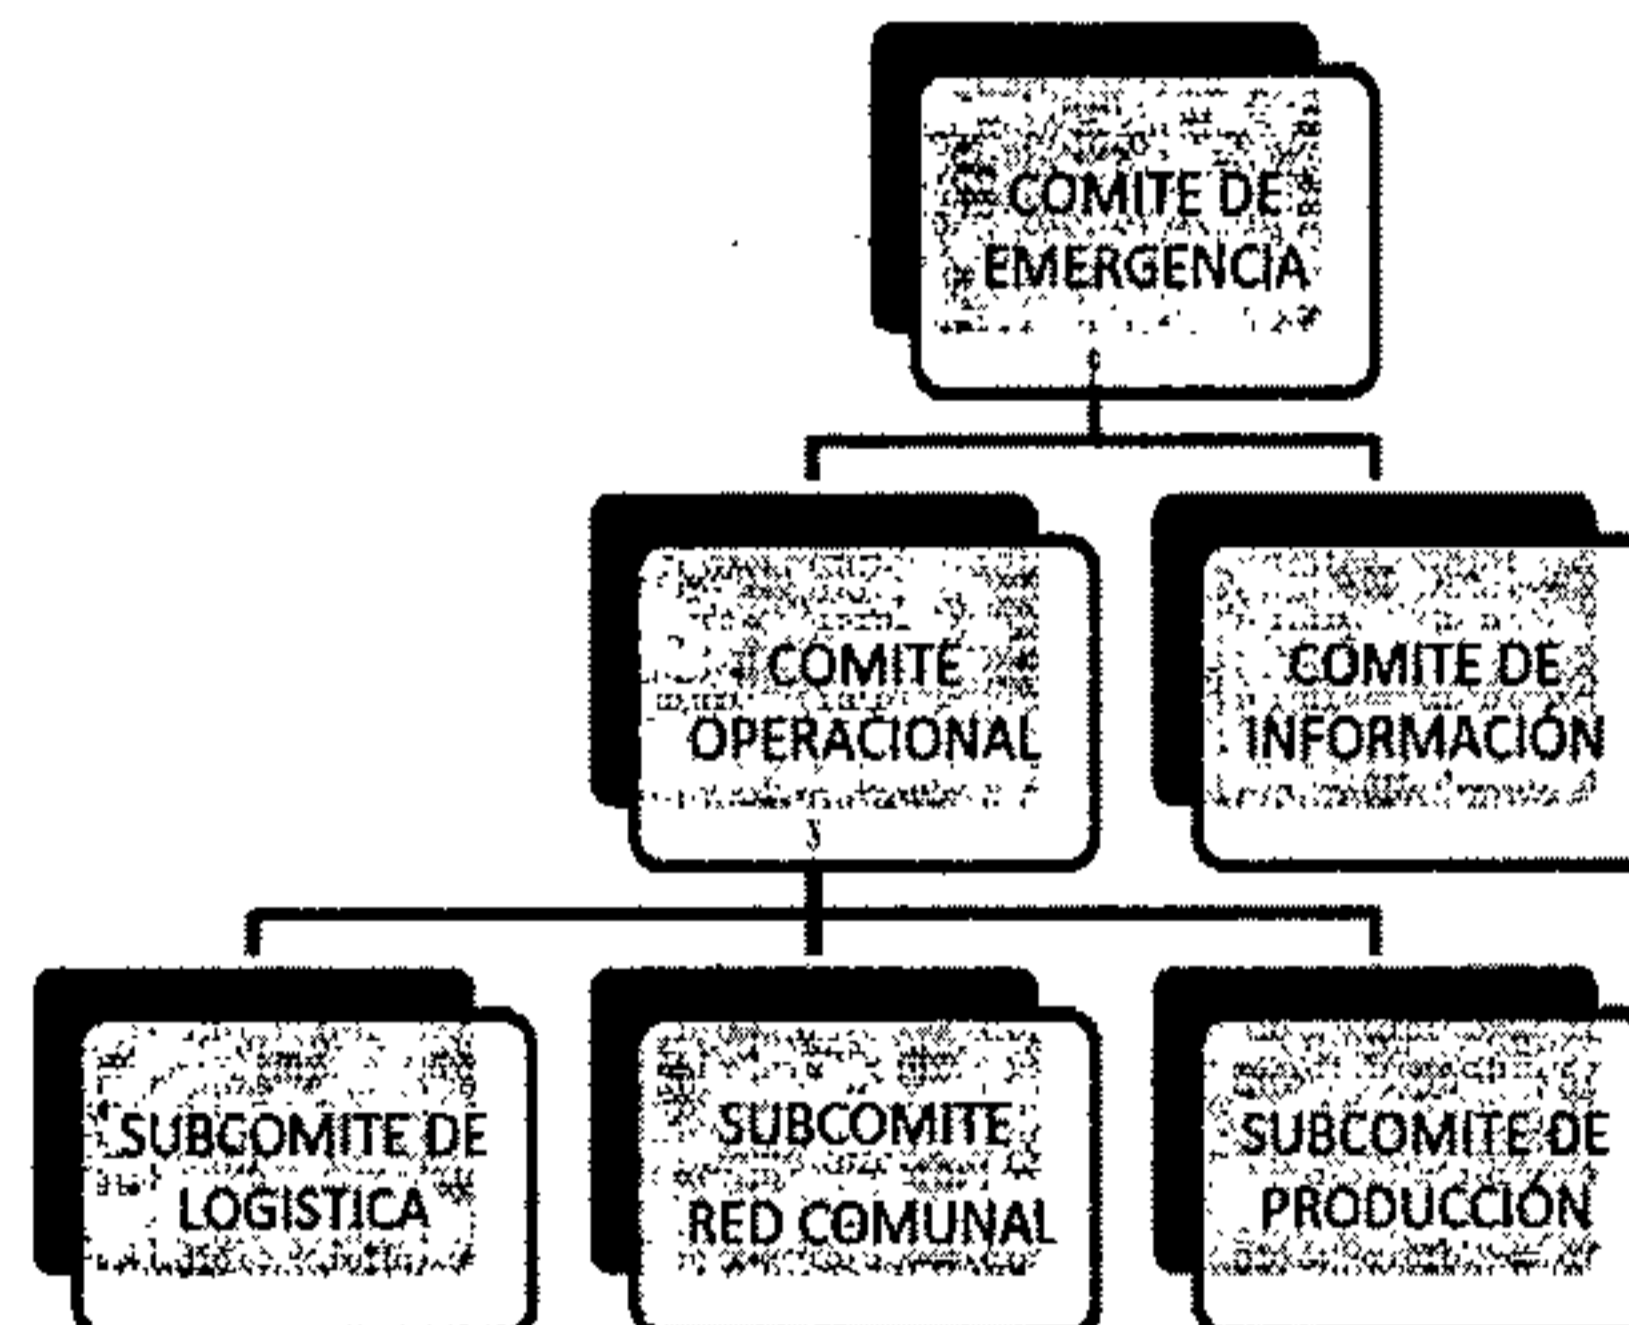 COMITE DE
EMERGENCIA
COMITE
OPERACIONAL
COMITE DE
INFORMACIÓN
SUBCOMITE DE
LOGISTICA
SUBCOMITE
RED COMUNAL
SUBCOMITE DE
PRODUCCIÓN